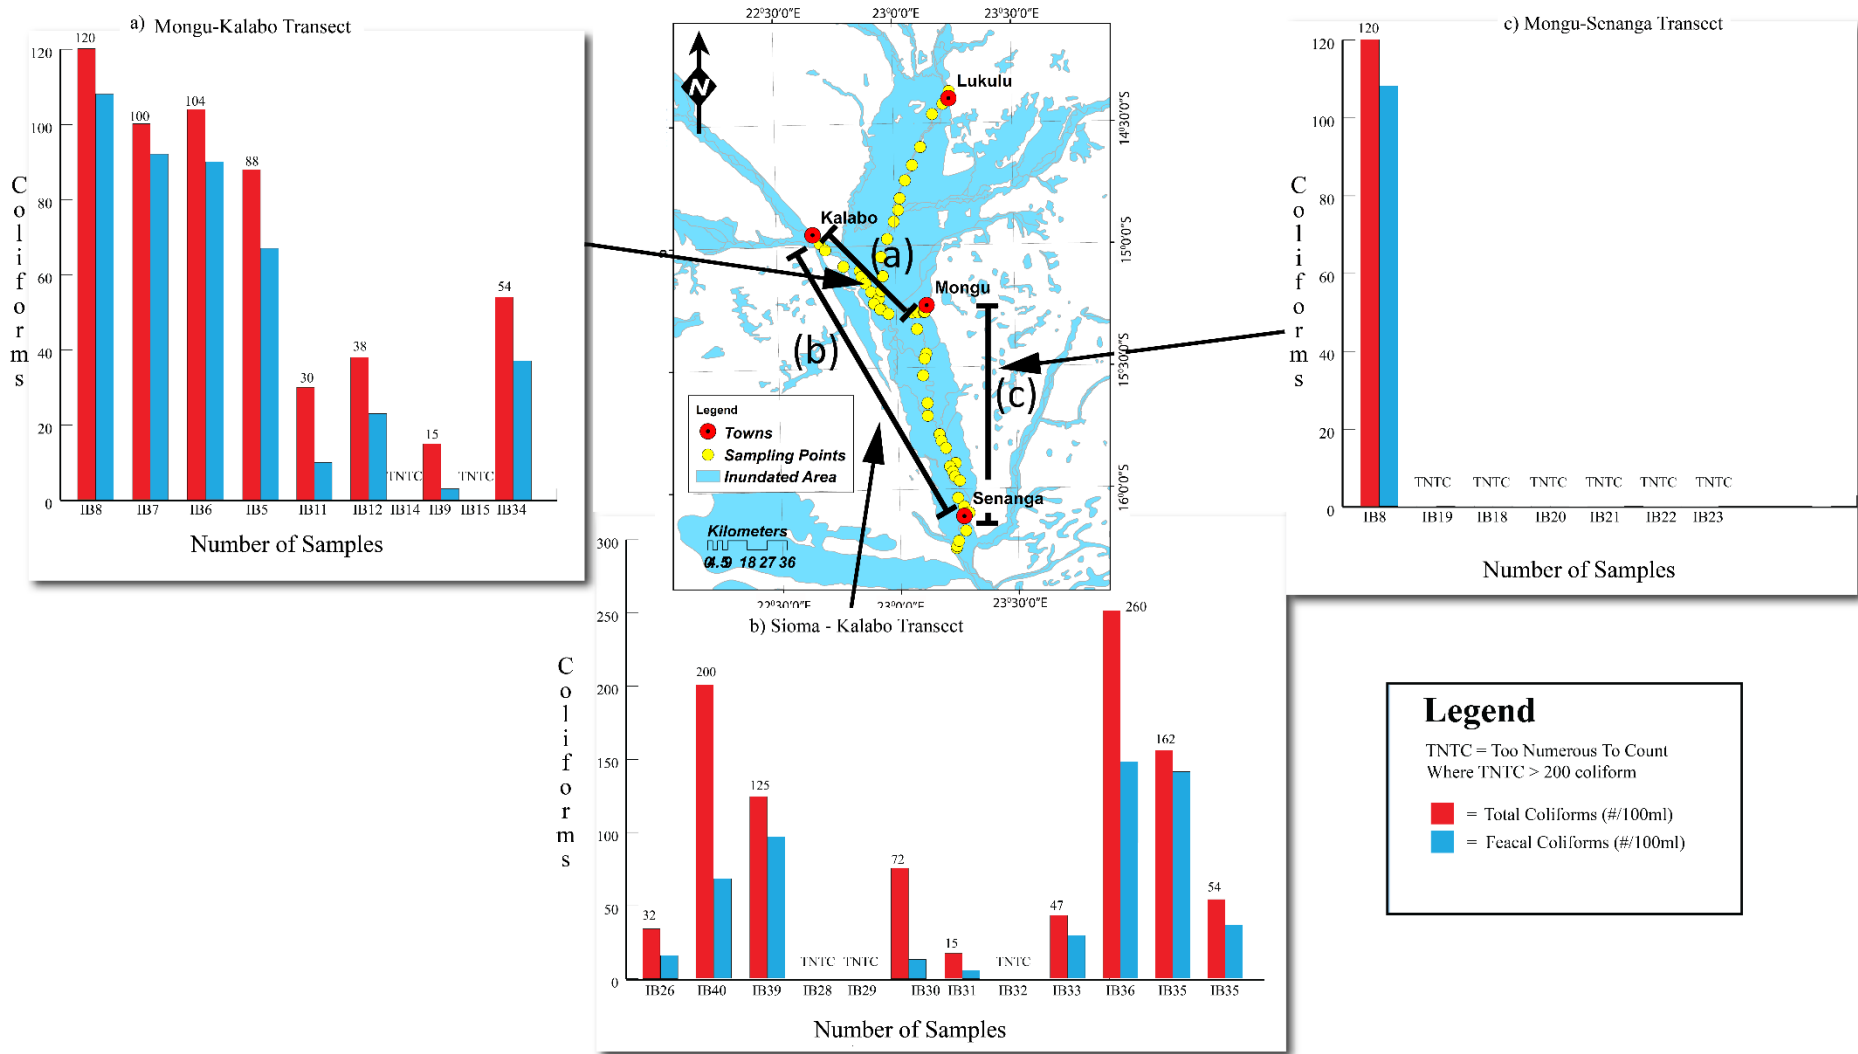 a) Mongu-Kalabo Transect
120
100
80
60
40
20
0
Coliforms
120
100
104
88
30
38
TNTC
15
TNTC
54
IB8 IB7 IB6 IB5 IB11 IB12 IB14 IB9 IB15 IB34
Number of Samples
22°30'0"E 23°0'0"E 23°30'0"E
N
Lukulu
Kalabo
Mongu
Senanga
(a)
(b)
(c)
14°30'0"S
15°0'0"S
15°30'0"S
16°0'0"S
Legend
Towns
Sampling Points
Inundated Area
Kilometers
0 4.5 9 18 27 36
22°30'0"E 23°0'0"E 23°30'0"E
c) Mongu-Senanga Transect
120
100
80
60
40
20
0
Coliforms
120
TNTC TNTC TNTC TNTC TNTC TNTC
IB8 IB19 IB18 IB20 IB21 IB22 IB23
Number of Samples
b) Sioma - Kalabo Transect
300
250
200
150
100
50
0
Coliforms
32
200
125
TNTC
TNTC
72
15
TNTC
47
260
162
54
IB26 IB40 IB39 IB28 IB29 IB30 IB31 IB32 IB33 IB36 IB35 IB35
Number of Samples
Legend
TNTC = Too Numerous To Count
Where TNTC > 200 coliform
= Total Coliforms (#/100ml)
= Feacal Coliforms (#/100ml)